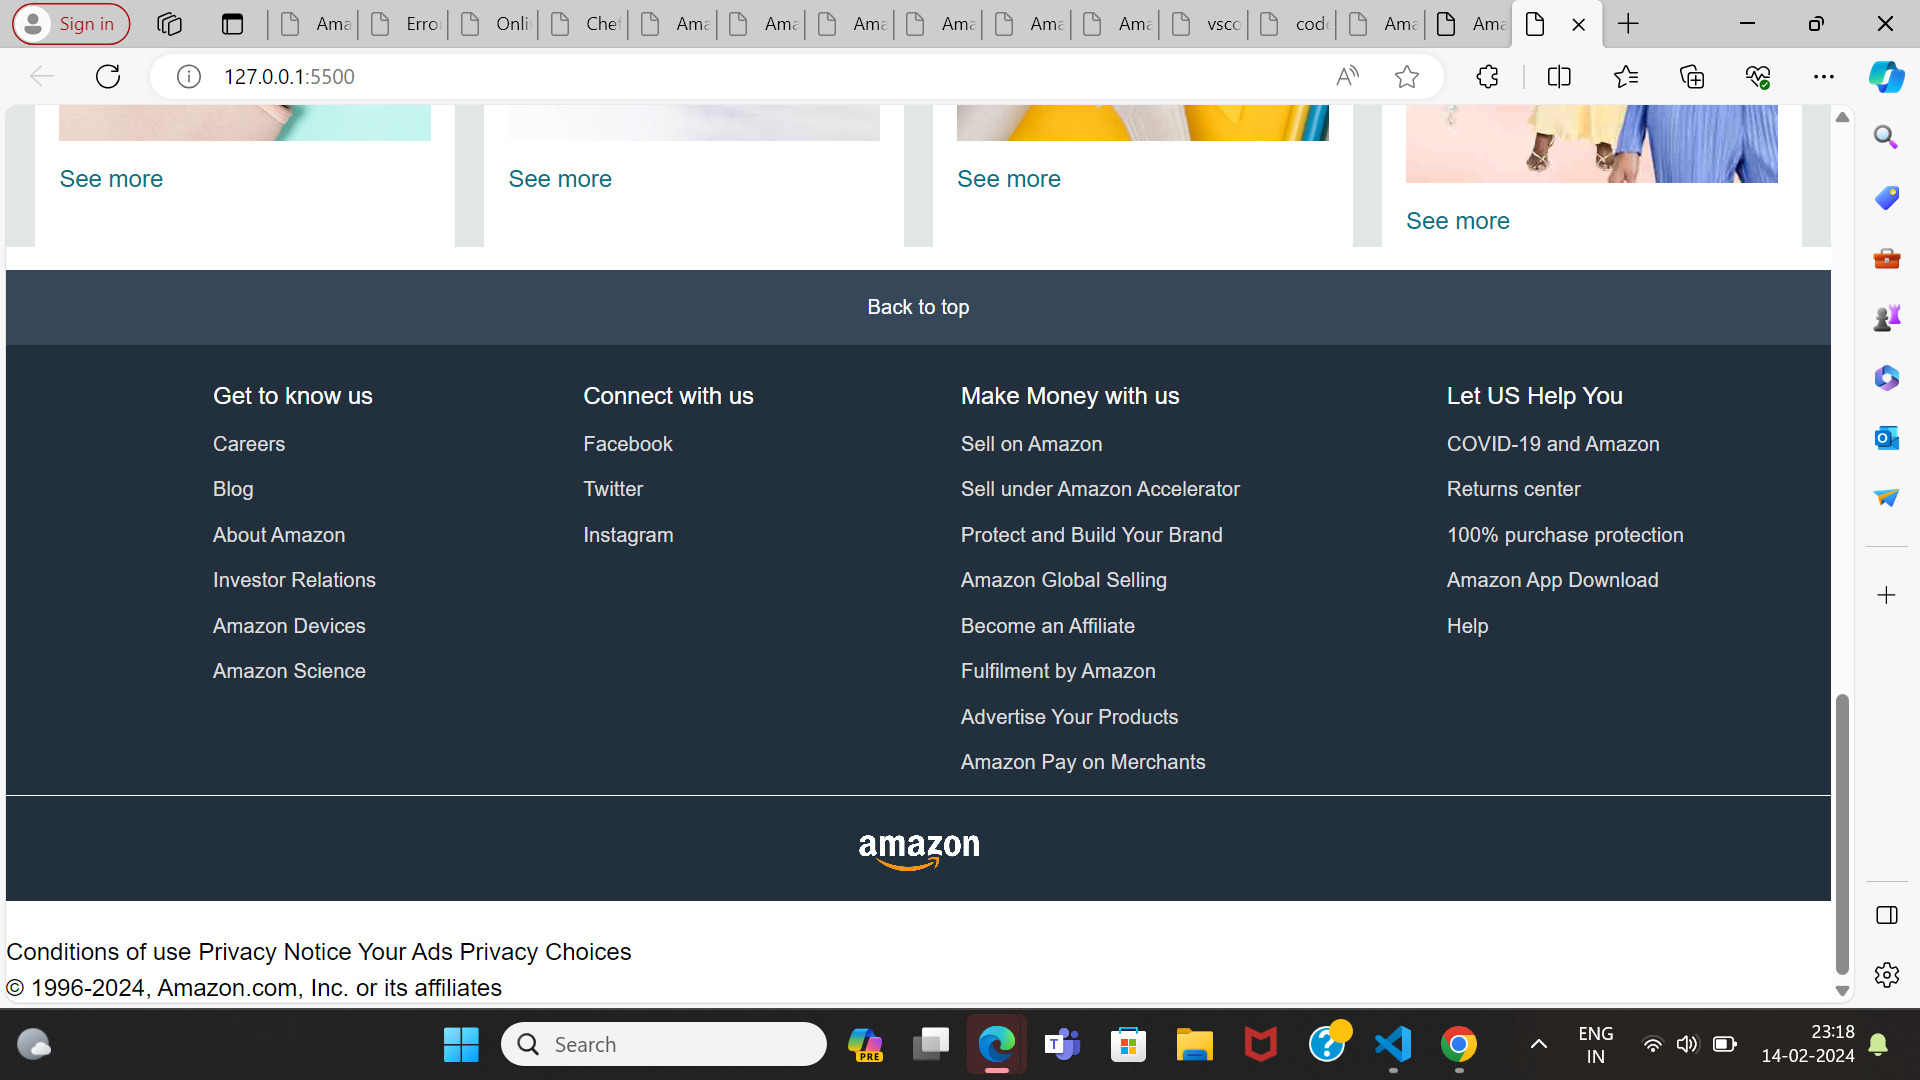 Sign in
Ama
Erro
Onli
Chef
Ama
Ama
Ama
Ama
Ama
Ama
vsco
code
Ama
Ama
127.0.0.1:5500
See more
See more
See more
See more
Back to top
Get to know us
Careers
Blog
About Amazon
Investor Relations
Amazon Devices
Amazon Science
Connect with us
Facebook
Twitter
Instagram
Make Money with us
Sell on Amazon
Sell under Amazon Accelerator
Protect and Build Your Brand
Amazon Global Selling
Become an Affiliate
Fulfilment by Amazon
Advertise Your Products
Amazon Pay on Merchants
Let US Help You
COVID-19 and Amazon
Returns center
100% purchase protection
Amazon App Download
Help
amazon
Conditions of use Privacy Notice Your Ads Privacy Choices
© 1996-2024, Amazon.com, Inc. or its affiliates
Search
PRE
ENG
IN
23:18
14-02-2024